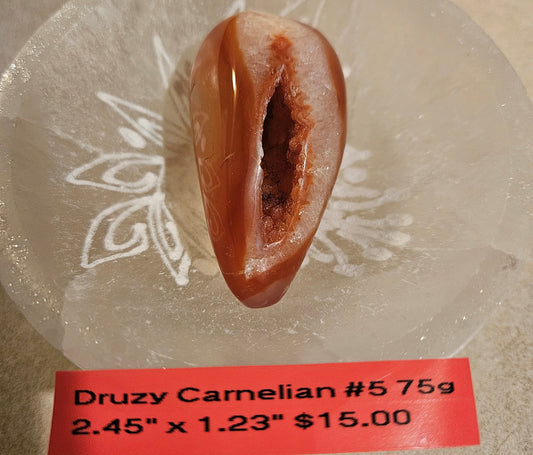 Druzy Carnelian #5 75g
2.45" x 1.23" $15.00